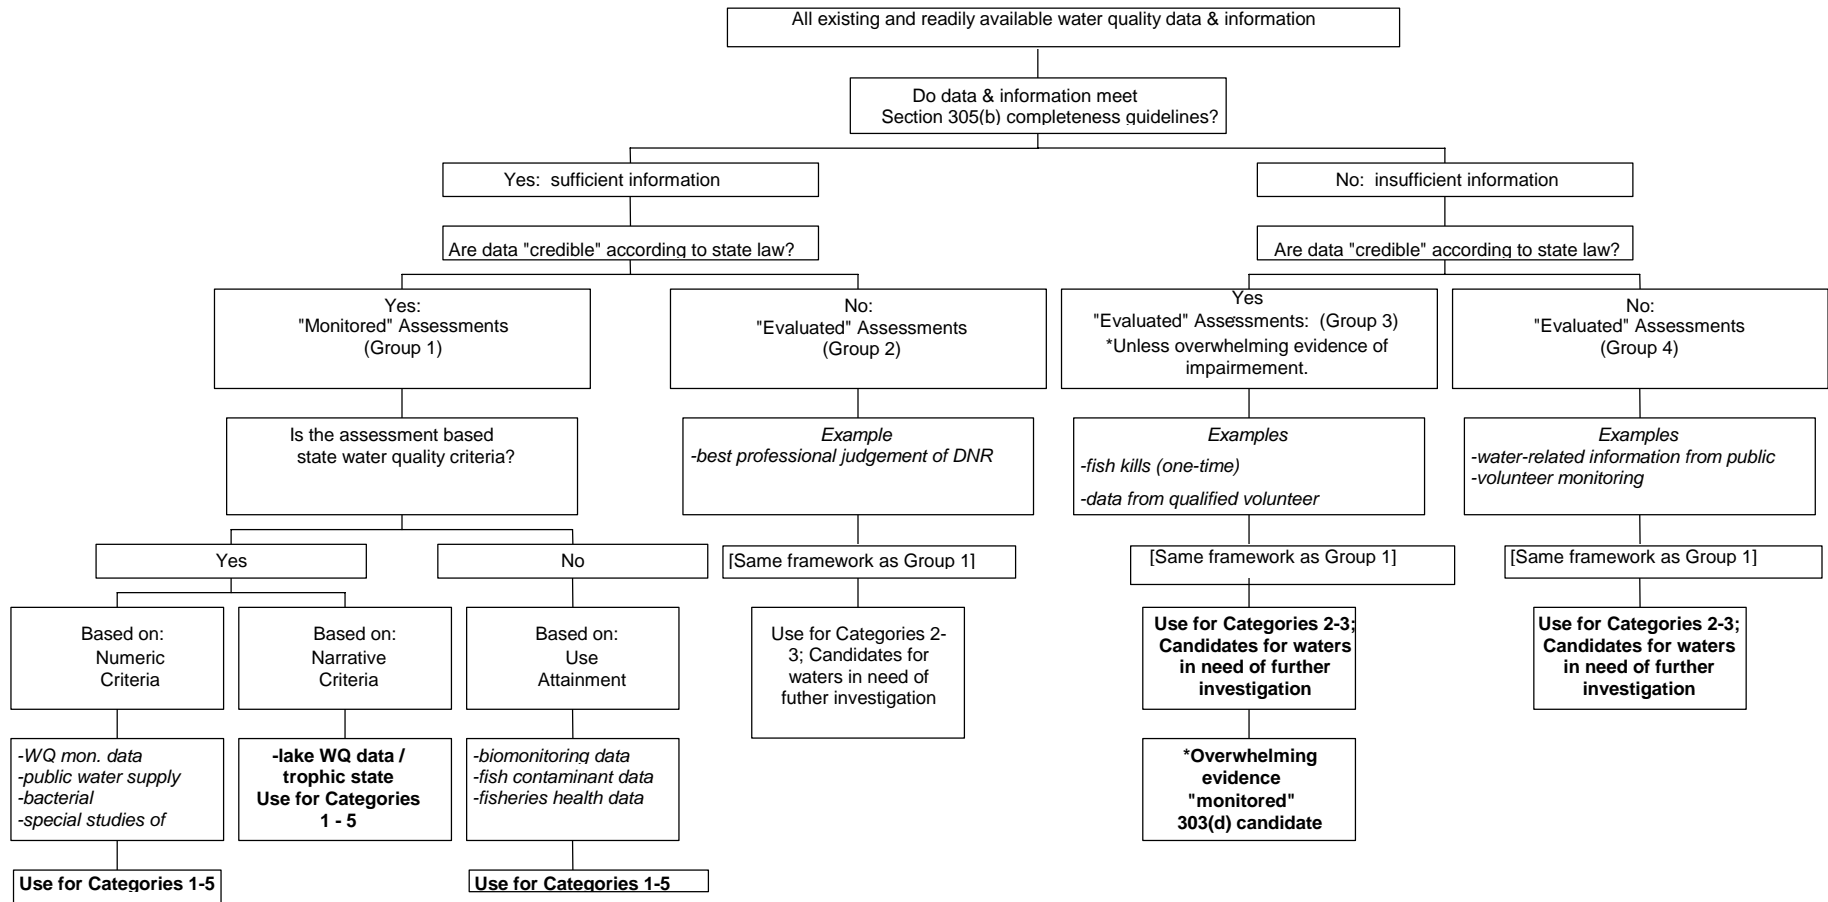 All existing and readily available water quality data & information
Do data & information meet
Section 305(b) completeness guidelines?
Yes: sufficient information
No: insufficient information
Are data "credible" according to state law?
Are data "credible" according to state law?
Yes:
"Monitored" Assessments
(Group 1)
No:
"Evaluated" Assessments
(Group 2)
Yes
"Evaluated" Assessments: (Group 3)
*Unless overwhelming evidence of
impairmement.
No:
"Evaluated" Assessments
(Group 4)
Is the assessment based
state water quality criteria?
Example
-best professional judgement of DNR
Examples
-fish kills (one-time)
-data from qualified volunteer
Examples
-water-related information from public
-volunteer monitoring
Yes
No
[Same framework as Group 1]
[Same framework as Group 1]
[Same framework as Group 1]
Based on:
Numeric
Criteria
Based on:
Narrative
Criteria
Based on:
Use
Attainment
Use for Categories 2-
3; Candidates for
waters in need of
futher investigation
Use for Categories 2-3;
Candidates for waters
in need of further
investigation
Use for Categories 2-3;
Candidates for waters
in need of further
investigation
-WQ mon. data
-public water supply
-bacterial
-special studies of
-lake WQ data /
trophic state
Use for Categories
1 - 5
-biomonitoring data
-fish contaminant data
-fisheries health data
*Overwhelming
evidence
"monitored"
303(d) candidate
Use for Categories 1-5
Use for Categories 1-5